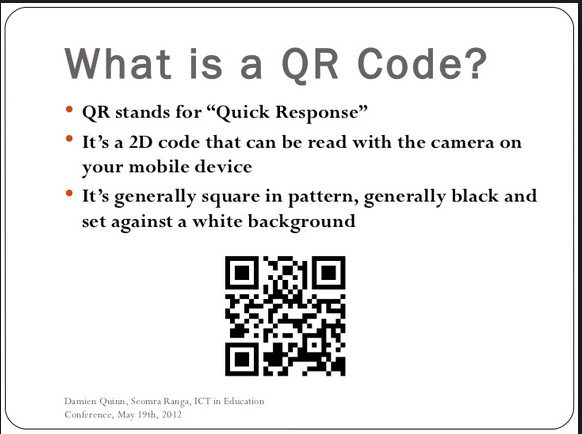 What is a QR Code?
• QR stands for “Quick Response”
• It’s a 2D code that can be read with the camera on
your mobile device
• It’s generally square in pattern, generally black and
set against a white background
Damien Quinn, Seomra Ranga, ICT in Education
Conference, May 19th, 2012